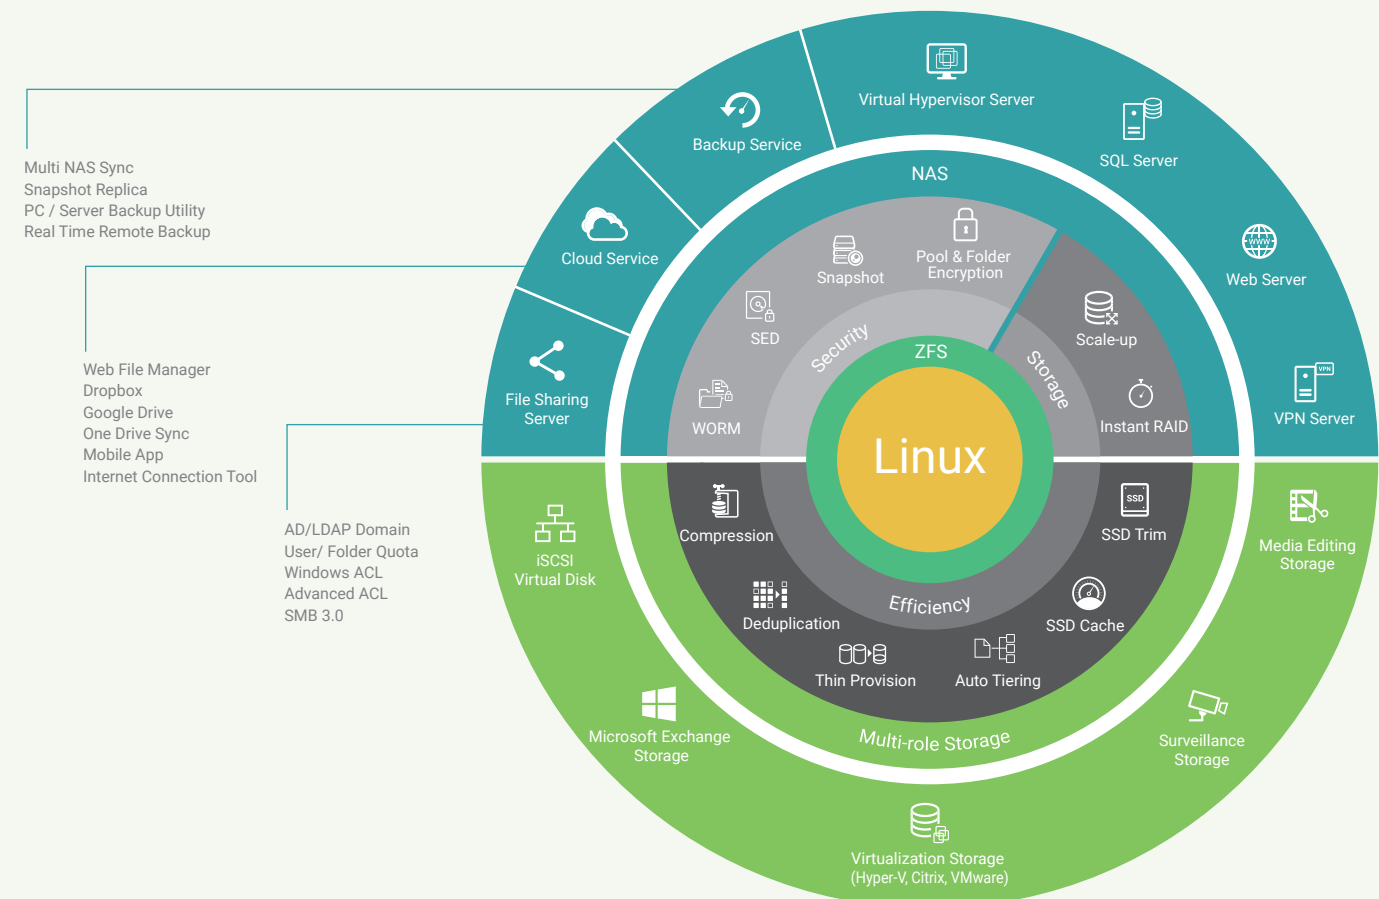 Multi NAS Sync
Snapshot Replica
PC / Server Backup Utility
Real Time Remote Backup
Web File Manager
Dropbox
Google Drive
One Drive Sync
Mobile App
Internet Connection Tool
AD/LDAP Domain
User/ Folder Quota
Windows ACL
Advanced ACL
SMB 3.0
Virtual Hypervisor Server
Backup Service
SQL Server
Cloud Service
WWW
Web Server
File Sharing
Server
VPN
VPN Server
NAS
Pool & Folder
Encryption
Snapshot
SED
WORM
Security
Storage
Scale-up
Instant RAID
ZFS
Linux
Compression
SSD
SSD Trim
Efficiency
Deduplication
SSD Cache
Thin Provision
Auto Tiering
Multi-role Storage
iSCSI
Virtual Disk
Media Editing
Storage
Microsoft Exchange
Storage
Surveillance
Storage
Virtualization Storage
(Hyper-V, Citrix, VMware)